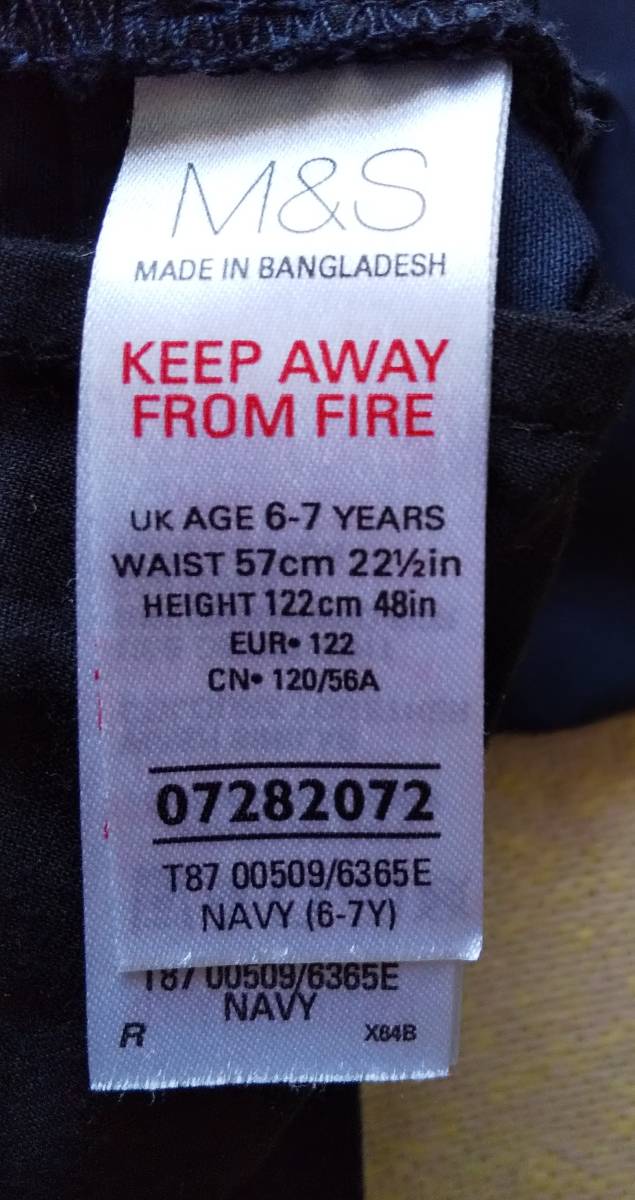 M&S
MADE IN BANGLADESH
KEEP AWAY
FROM FIRE
UK AGE 6-7 YEARS
WAIST 57cm 22½in
HEIGHT 122cm 48in
EUR• 122
CN• 120/56A
07282072
T87 00509/6365E
NAVY (6-7Y)
T87 00509/6365E
NAVY
R X64B